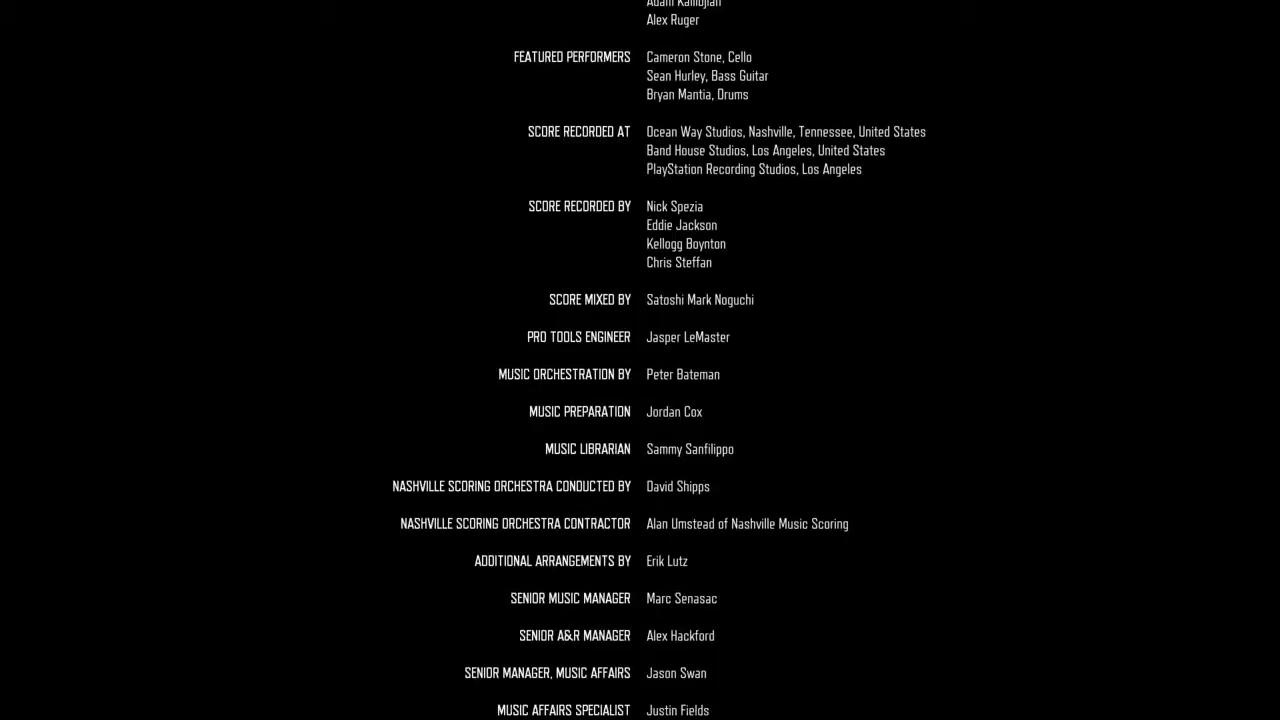 Alex Ruger
FEATURED PERFORMERS Cameron Stone, Cello
Sean Hurley, Bass Guitar
Bryan Mantia, Drums
SCORE RECORDED AT Ocean Way Studios, Nashville, Tennessee, United States
Band House Studios, Los Angeles, United States
PlayStation Recording Studios, Los Angeles
SCORE RECORDED BY Nick Spezia
Eddie Jackson
Kellogg Boynton
Chris Steffan
SCORE MIXED BY Satoshi Mark Noguchi
PRO TOOLS ENGINEER Jasper LeMaster
MUSIC ORCHESTRATION BY Peter Bateman
MUSIC PREPARATION Jordan Cox
MUSIC LIBRARIAN Sammy Sanfilippo
NASHVILLE SCORING ORCHESTRA CONDUCTED BY David Shipps
NASHVILLE SCORING ORCHESTRA CONTRACTOR Alan Umstead of Nashville Music Scoring
ADDITIONAL ARRANGEMENTS BY Erik Lutz
SENIOR MUSIC MANAGER Marc Senasac
SENIOR A&R MANAGER Alex Hackford
SENIOR MANAGER, MUSIC AFFAIRS Jason Swan
MUSIC AFFAIRS SPECIALIST Justin Fields